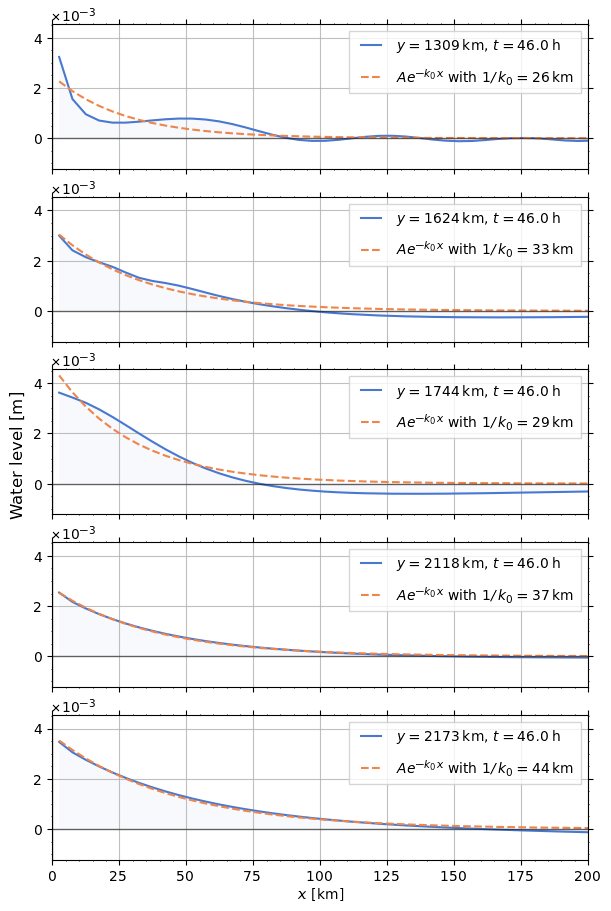 ×10⁻³
4
2
0
y = 1309 km, t = 46.0 h
Ae^{−k₀x} with 1/k₀ = 26 km
×10⁻³
4
2
0
y = 1624 km, t = 46.0 h
Ae^{−k₀x} with 1/k₀ = 33 km
×10⁻³
4
2
0
y = 1744 km, t = 46.0 h
Ae^{−k₀x} with 1/k₀ = 29 km
Water level [m]
×10⁻³
4
2
0
y = 2118 km, t = 46.0 h
Ae^{−k₀x} with 1/k₀ = 37 km
×10⁻³
4
2
0
y = 2173 km, t = 46.0 h
Ae^{−k₀x} with 1/k₀ = 44 km
0 25 50 75 100 125 150 175 200
x [km]